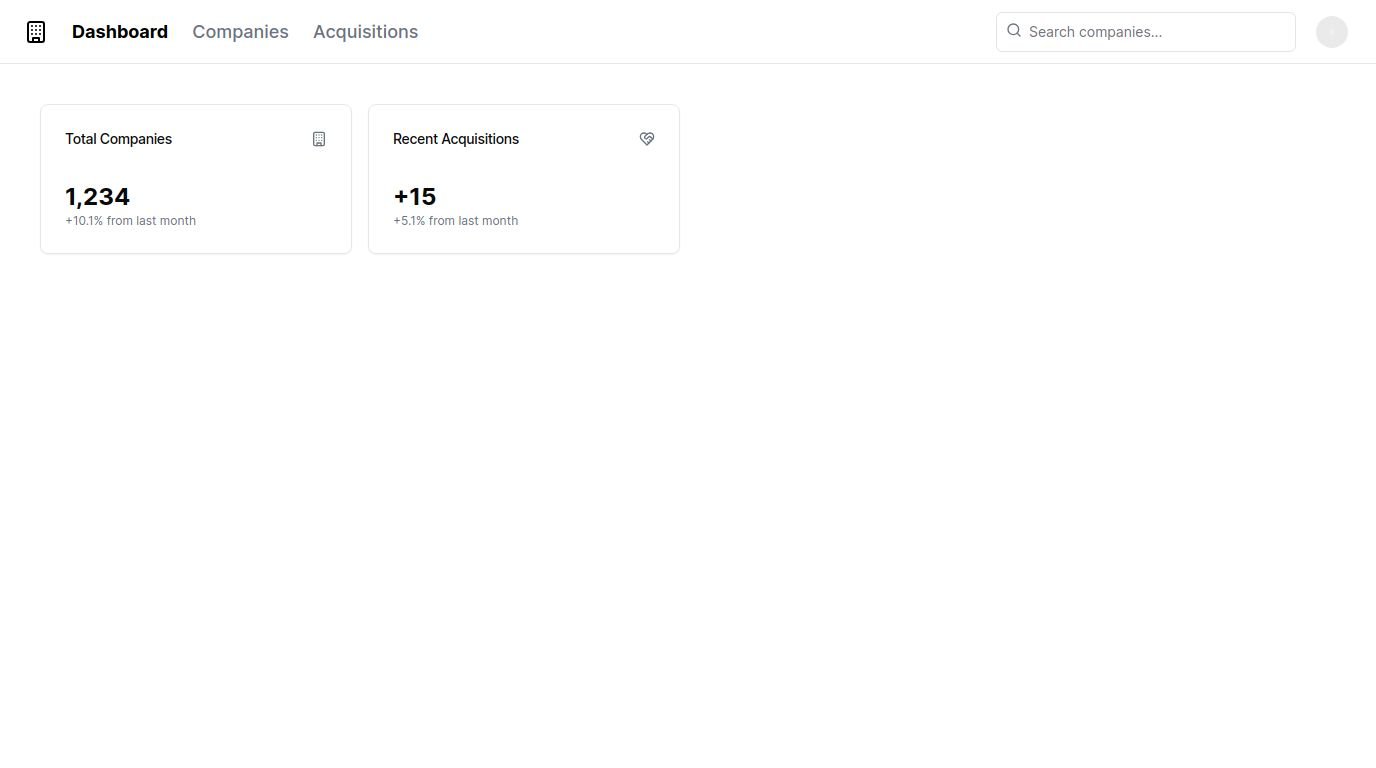 Dashboard Companies Acquisitions Search companies...
Total Companies
1,234
+10.1% from last month
Recent Acquisitions
+15
+5.1% from last month